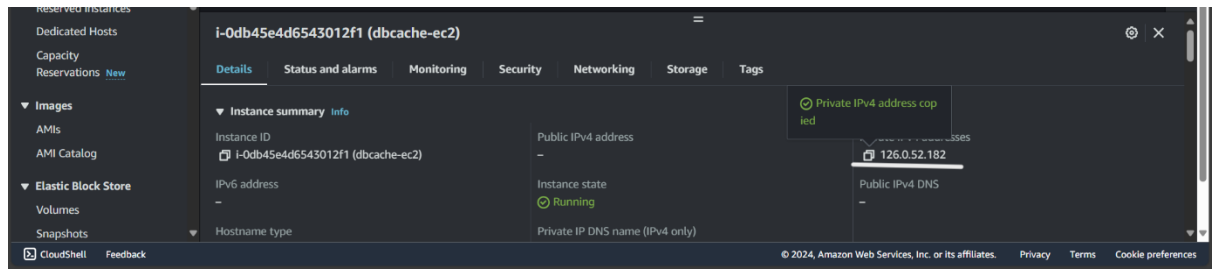 Reserved Instances
Dedicated Hosts
Capacity
Reservations New
Images
AMIs
AMI Catalog
Elastic Block Store
Volumes
Snapshots
i-0db45e4d6543012f1 (dbcache-ec2)
Details Status and alarms Monitoring Security Networking Storage Tags
Instance summary Info
Private IPv4 address cop
ied
Instance ID
i-0db45e4d6543012f1 (dbcache-ec2)
Public IPv4 address
–
126.0.52.182
IPv6 address
–
Instance state
Running
Public IPv4 DNS
–
Hostname type
Private IP DNS name (IPv4 only)
CloudShell Feedback
© 2024, Amazon Web Services, Inc. or its affiliates. Privacy Terms Cookie preferences